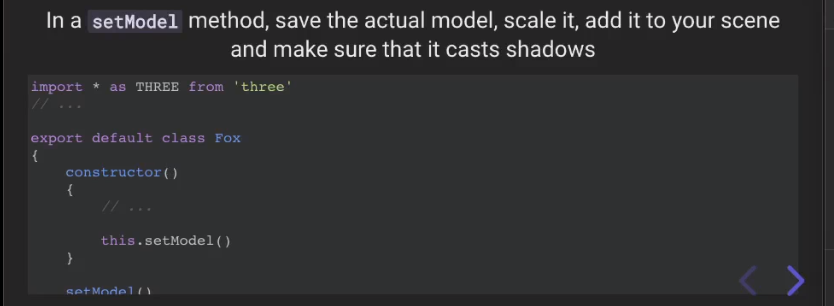 In a setModel method, save the actual model, scale it, add it to your scene
and make sure that it casts shadows
import * as THREE from 'three'
// ...
export default class Fox
{
constructor()
{
// ...
this.setModel()
}
setModel()